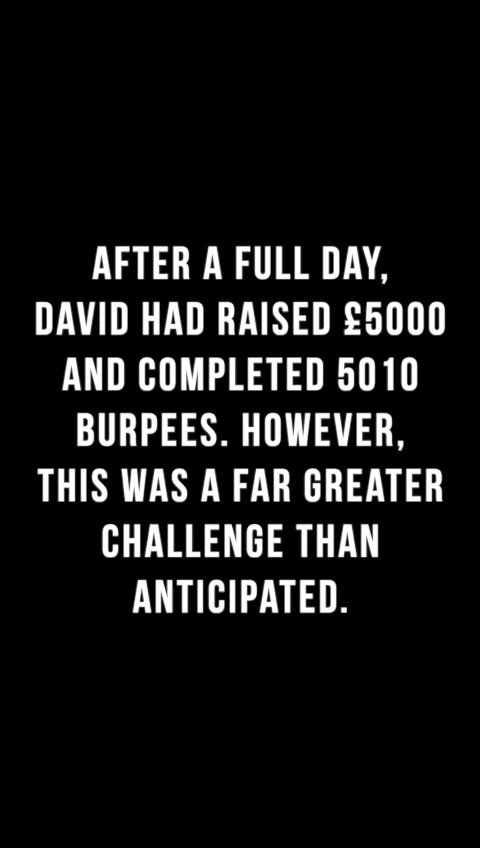 AFTER A FULL DAY,
DAVID HAD RAISED £5000
AND COMPLETED 5010
BURPEES. HOWEVER,
THIS WAS A FAR GREATER
CHALLENGE THAN
ANTICIPATED.